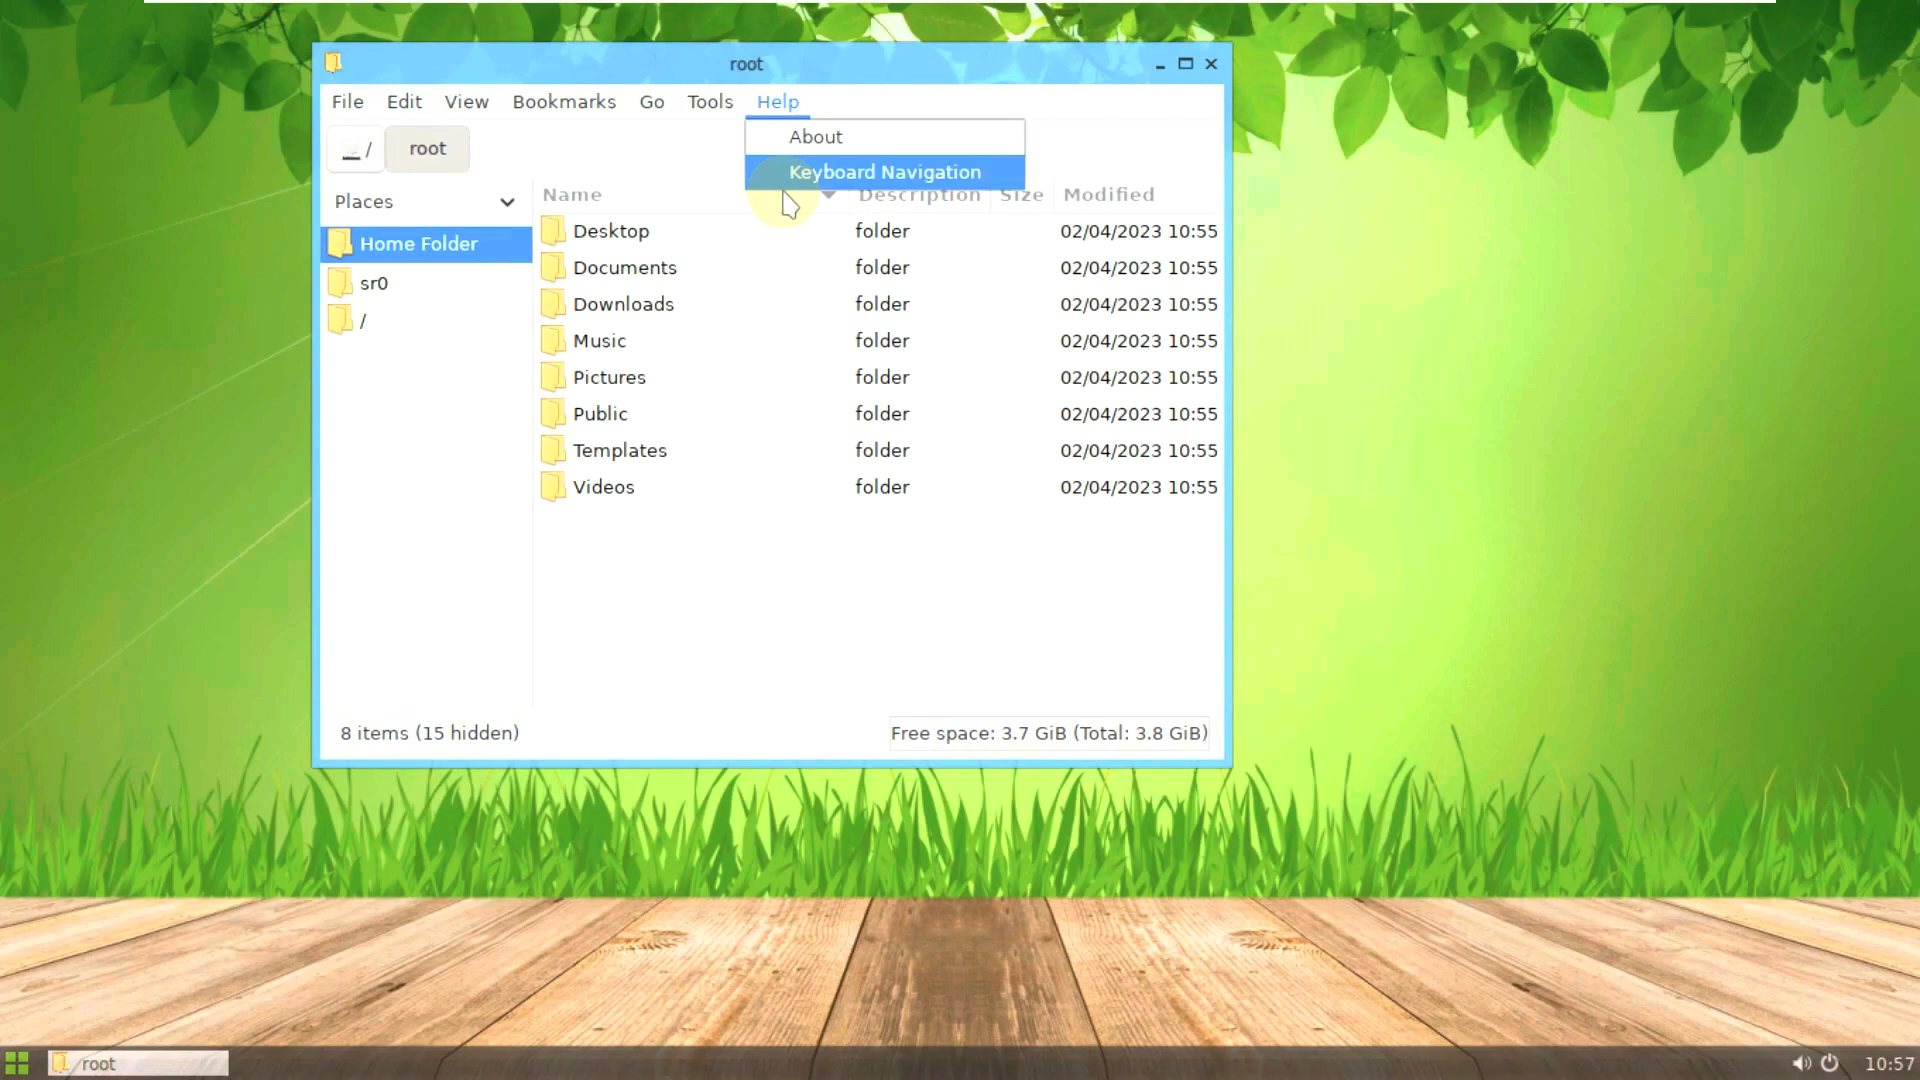 root
File Edit View Bookmarks Go Tools Help
About
Keyboard Navigation
/ root
Places
Name Description Size Modified
Home Folder
sr0
/
Desktop folder 02/04/2023 10:55
Documents folder 02/04/2023 10:55
Downloads folder 02/04/2023 10:55
Music folder 02/04/2023 10:55
Pictures folder 02/04/2023 10:55
Public folder 02/04/2023 10:55
Templates folder 02/04/2023 10:55
Videos folder 02/04/2023 10:55
8 items (15 hidden) Free space: 3.7 GiB (Total: 3.8 GiB)
root 10:57